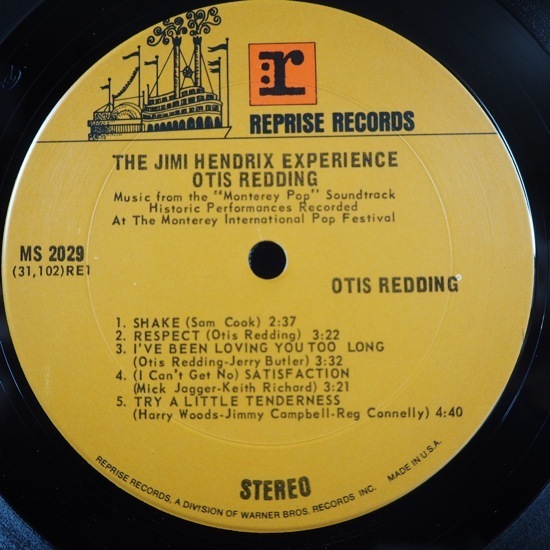 r
REPRISE RECORDS
THE JIMI HENDRIX EXPERIENCE
OTIS REDDING
Music from the "Monterey Pop" Soundtrack
Historic Performances Recorded
At The Monterey International Pop Festival
MS 2029
(31,102)RE1
OTIS REDDING
1. SHAKE (Sam Cook) 2:37
2. RESPECT (Otis Redding) 3:22
3. I'VE BEEN LOVING YOU TOO LONG
(Otis Redding-Jerry Butler) 3:32
4. (I Can't Get No) SATISFACTION
(Mick Jagger-Keith Richard) 3:21
5. TRY A LITTLE TENDERNESS
(Harry Woods-Jimmy Campbell-Reg Connelly) 4:40
STEREO
REPRISE RECORDS, A DIVISION OF WARNER BROS. RECORDS INC. MADE IN U.S.A.